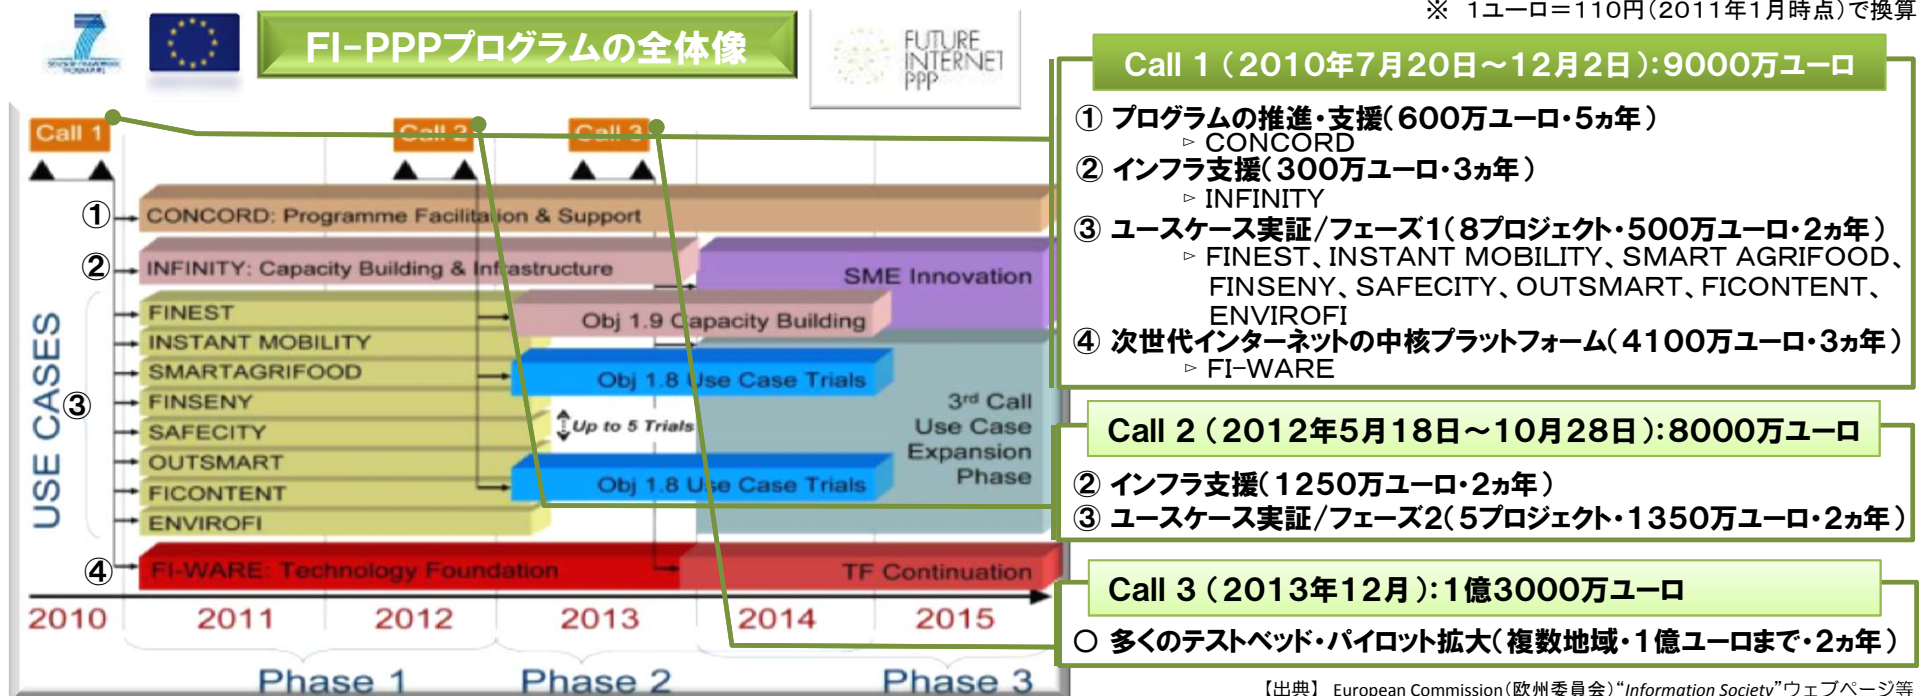 ※ 1ユーロ=110円(2011年1月時点)で換算
7
FI-PPPプログラムの全体像
FUTURE
INTERNET
PPP
Call 1
Call 2
Call 3
① CONCORD: Programme Facilitation & Support
② INFINITY: Capacity Building & Infrastructure
SME Innovation
USE CASES
③
FINEST
INSTANT MOBILITY
SMARTAGRIFOOD
FINSENY
SAFECITY
OUTSMART
FICONTENT
ENVIROFI
Obj 1.9 Capacity Building
Obj 1.8 Use Case Trials
Up to 5 Trials
Obj 1.8 Use Case Trials
3rd Call
Use Case
Expansion
Phase
④ FI-WARE: Technology Foundation
TF Continuation
2010 2011 2012 2013 2014 2015
Phase 1 Phase 2 Phase 3
Call 1 (2010年7月20日~12月2日):9000万ユーロ
① プログラムの推進・支援(600万ユーロ・5ヵ年)
▹ CONCORD
② インフラ支援(300万ユーロ・3ヵ年)
▹ INFINITY
③ ユースケース実証/フェーズ1(8プロジェクト・500万ユーロ・2ヵ年)
▹ FINEST、INSTANT MOBILITY、SMART AGRIFOOD、
FINSENY、SAFECITY、OUTSMART、FICONTENT、
ENVIROFI
④ 次世代インターネットの中核プラットフォーム(4100万ユーロ・3ヵ年)
▹ FI-WARE
Call 2 (2012年5月18日~10月28日):8000万ユーロ
② インフラ支援(1250万ユーロ・2ヵ年)
③ ユースケース実証/フェーズ2(5プロジェクト・1350万ユーロ・2ヵ年)
Call 3 (2013年12月):1億3000万ユーロ
○ 多くのテストベッド・パイロット拡大(複数地域・1億ユーロまで・2ヵ年)
【出典】 European Commission(欧州委員会)“Information Society”ウェブページ等